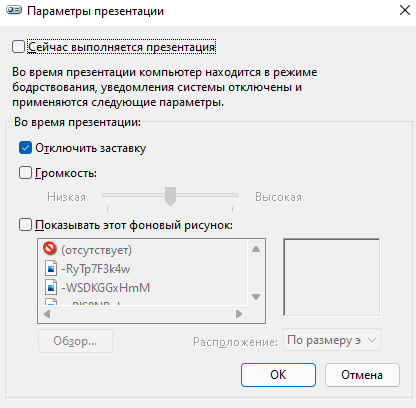 Параметры презентации
Сейчас выполняется презентация
Во время презентации компьютер находится в режиме
бодрствования, уведомления системы отключены и
применяются следующие параметры.
Во время презентации:
Отключить заставку
Громкость:
Низкая Высокая
Показывать этот фоновый рисунок:
(отсутствует)
-RyTp7F3k4w
-WSDKGGxHmM
Обзор...
Расположение: По размеру э
OK Отмена